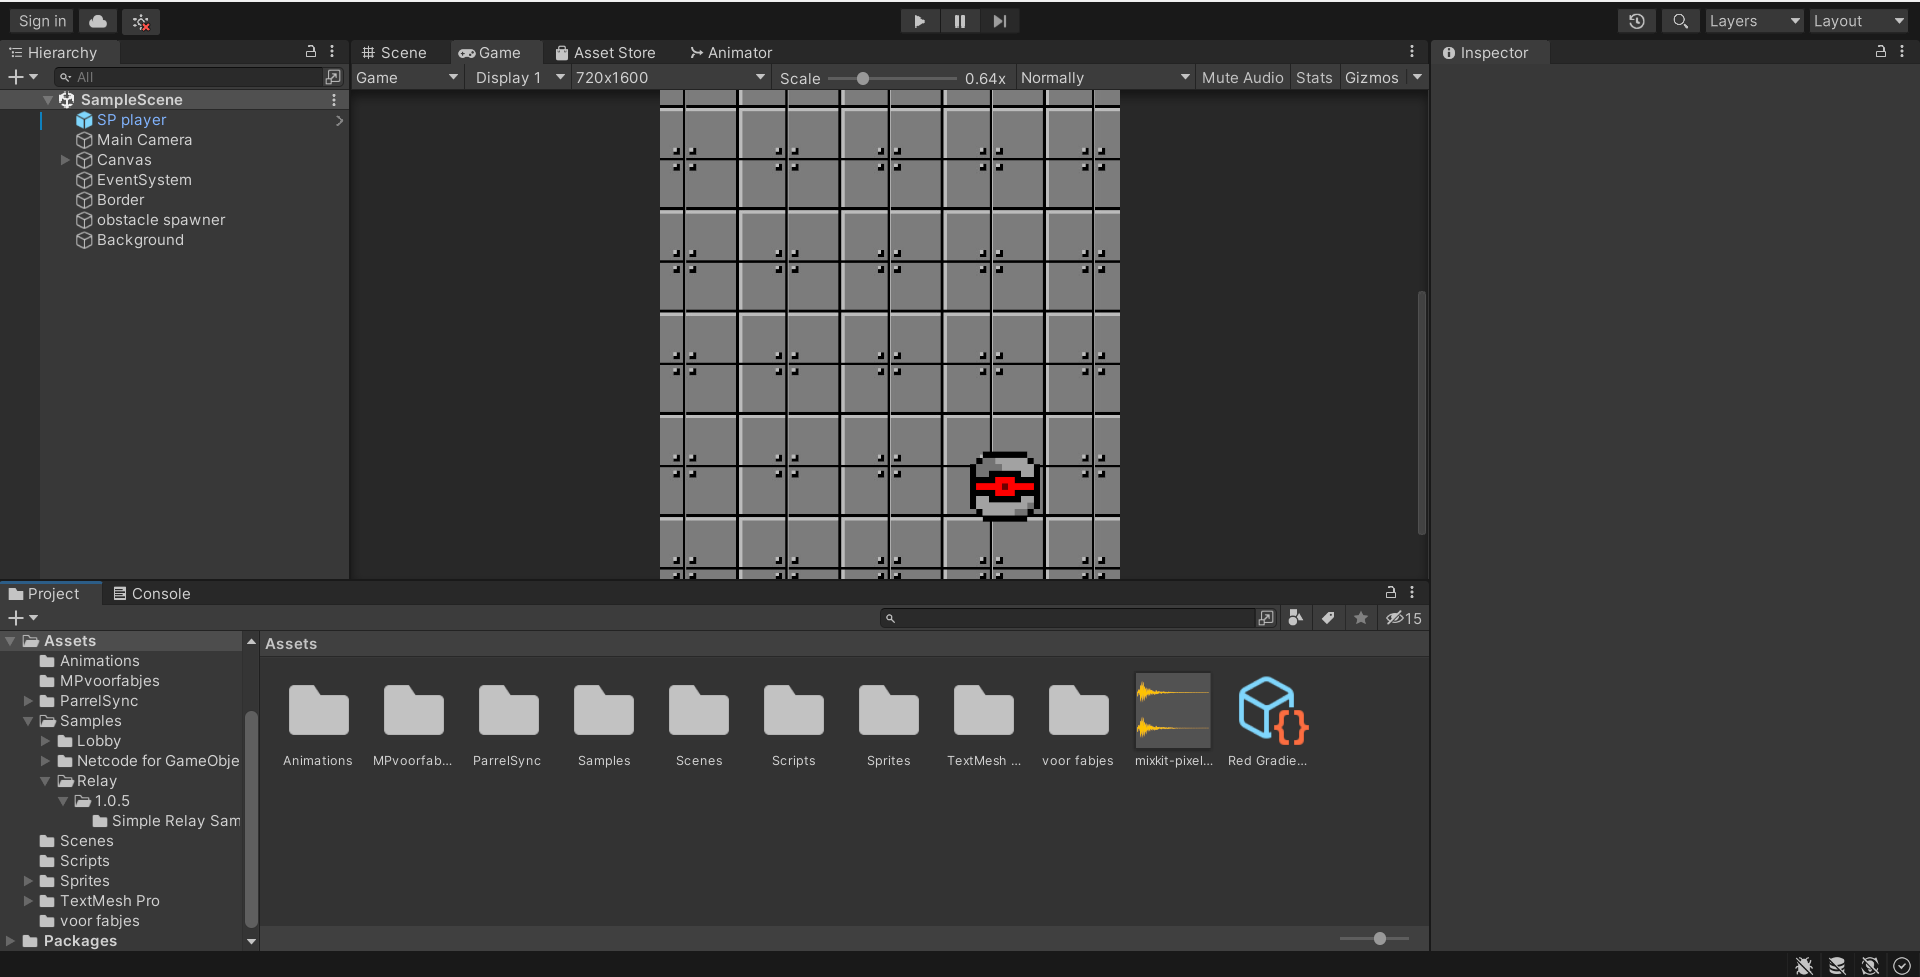 Sign in
Layers
Layout
Hierarchy
Scene
Game
Asset Store
Animator
Inspector
All
Game
Display 1
720x1600
Scale
0.64x
Normally
Mute Audio
Stats
Gizmos
SampleScene
SP player
Main Camera
Canvas
EventSystem
Border
obstacle spawner
Background
Project
Console
15
Assets
Animations
MPvoorfabjes
ParrelSync
Samples
Lobby
Netcode for GameObje
Relay
1.0.5
Simple Relay Sam
Scenes
Scripts
Sprites
TextMesh Pro
voor fabjes
Packages
Assets
Animations
MPvoorfab...
ParrelSync
Samples
Scenes
Scripts
Sprites
TextMesh ...
voor fabjes
mixkit-pixel...
Red Gradie...